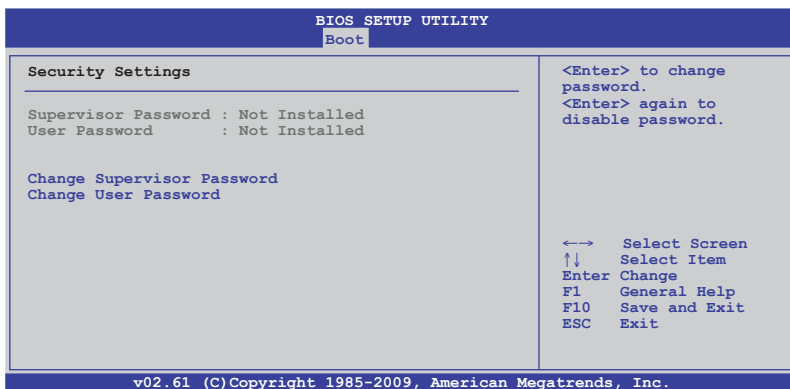 BIOS SETUP UTILITY
Boot
Security Settings
Supervisor Password : Not Installed
User Password : Not Installed
Change Supervisor Password
Change User Password
<Enter> to change
password.
<Enter> again to
disable password.
←→ Select Screen
↑↓ Select Item
Enter Change
F1 General Help
F10 Save and Exit
ESC Exit
v02.61 (C)Copyright 1985-2009, American Megatrends, Inc.